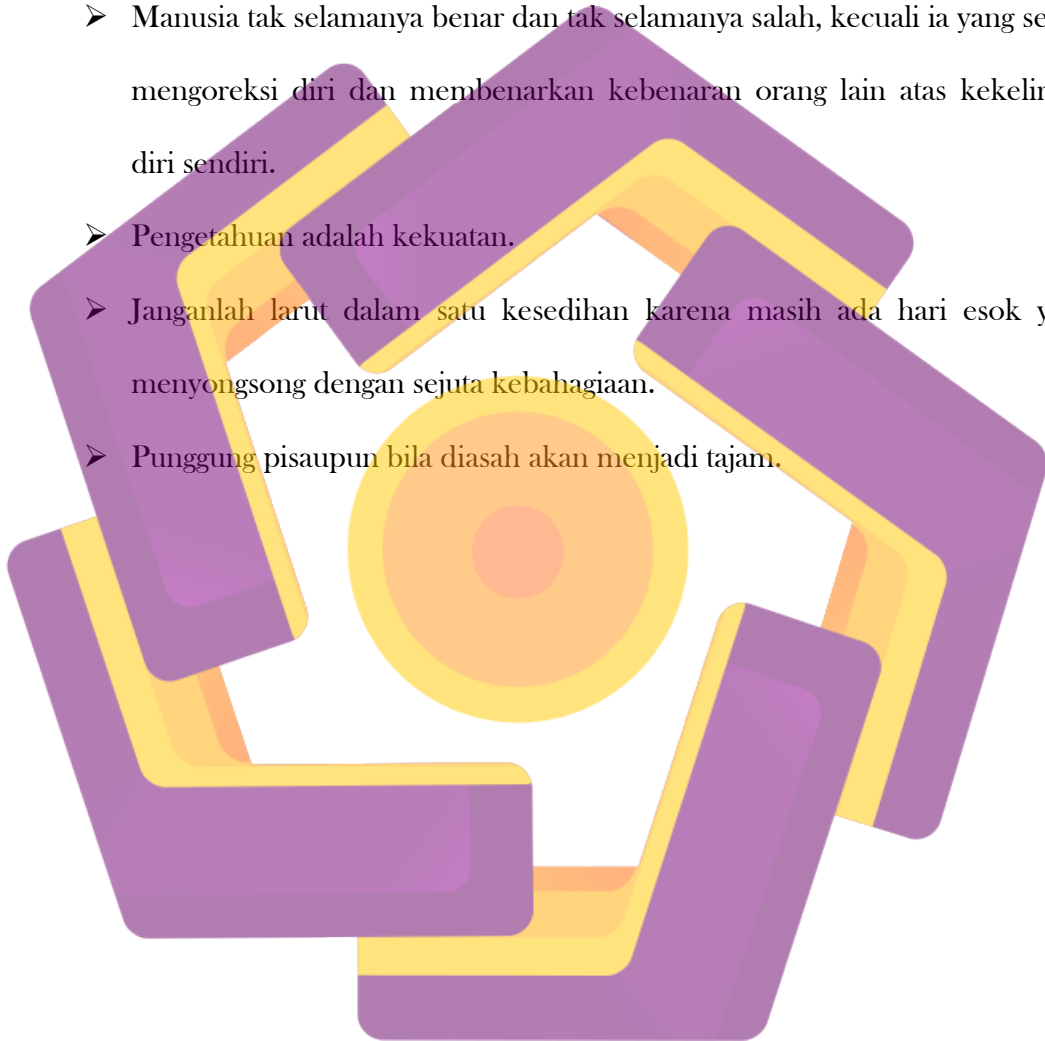 ➢ Manusia tak selamanya benar dan tak selamanya salah, kecuali ia yang
mengoreksi diri dan membenarkan kebenaran orang lain atas
diri sendiri.
➢ Pengetahuan adalah kekuatan.
➢ Janganlah larut dalam satu kesedihan karena masih ada hari esok
menyongsong dengan sejuta kebahagiaan.
➢ Punggung pisaupun bila diasah akan menjadi tajam.